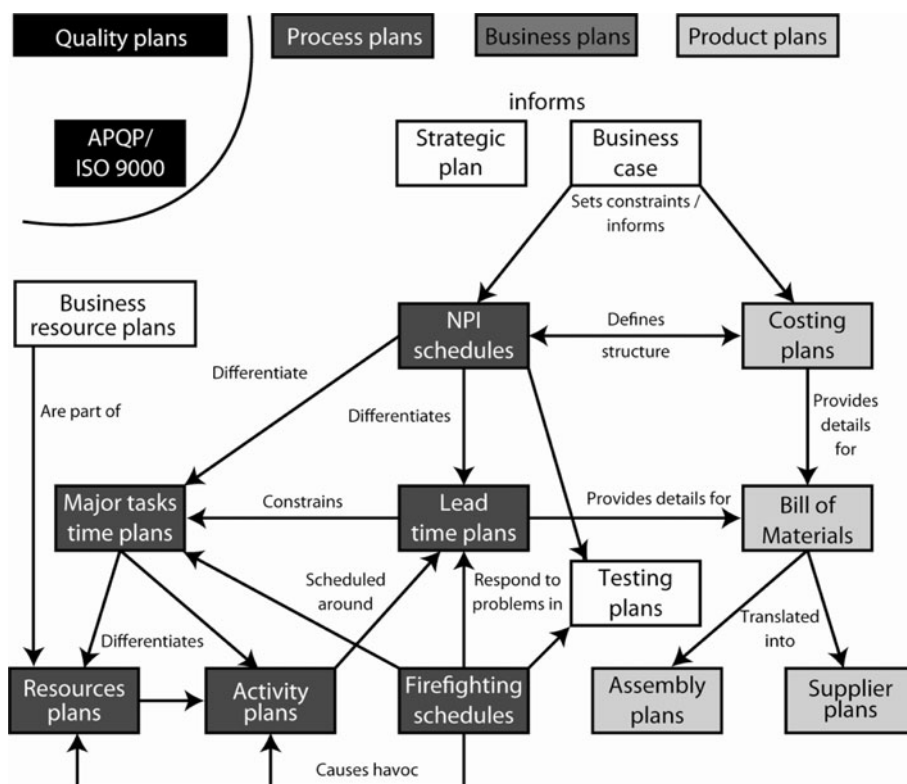 Quality plans
Process plans
Business plans
Product plans
informs
APQP/
ISO 9000
Strategic
plan
Business
case
Sets constraints /
informs
Business
resource plans
NPI
schedules
Defines
structure
Costing
plans
Differentiate
Are part of
Differentiates
Provides
details
for
Major tasks
time plans
Constrains
Lead
time plans
Provides details for
Bill of
Materials
Scheduled
around
Respond to
problems in
Testing
plans
Differentiates
Translated
into
Resources
plans
Activity
plans
Firefighting
schedules
Assembly
plans
Supplier
plans
Causes havoc